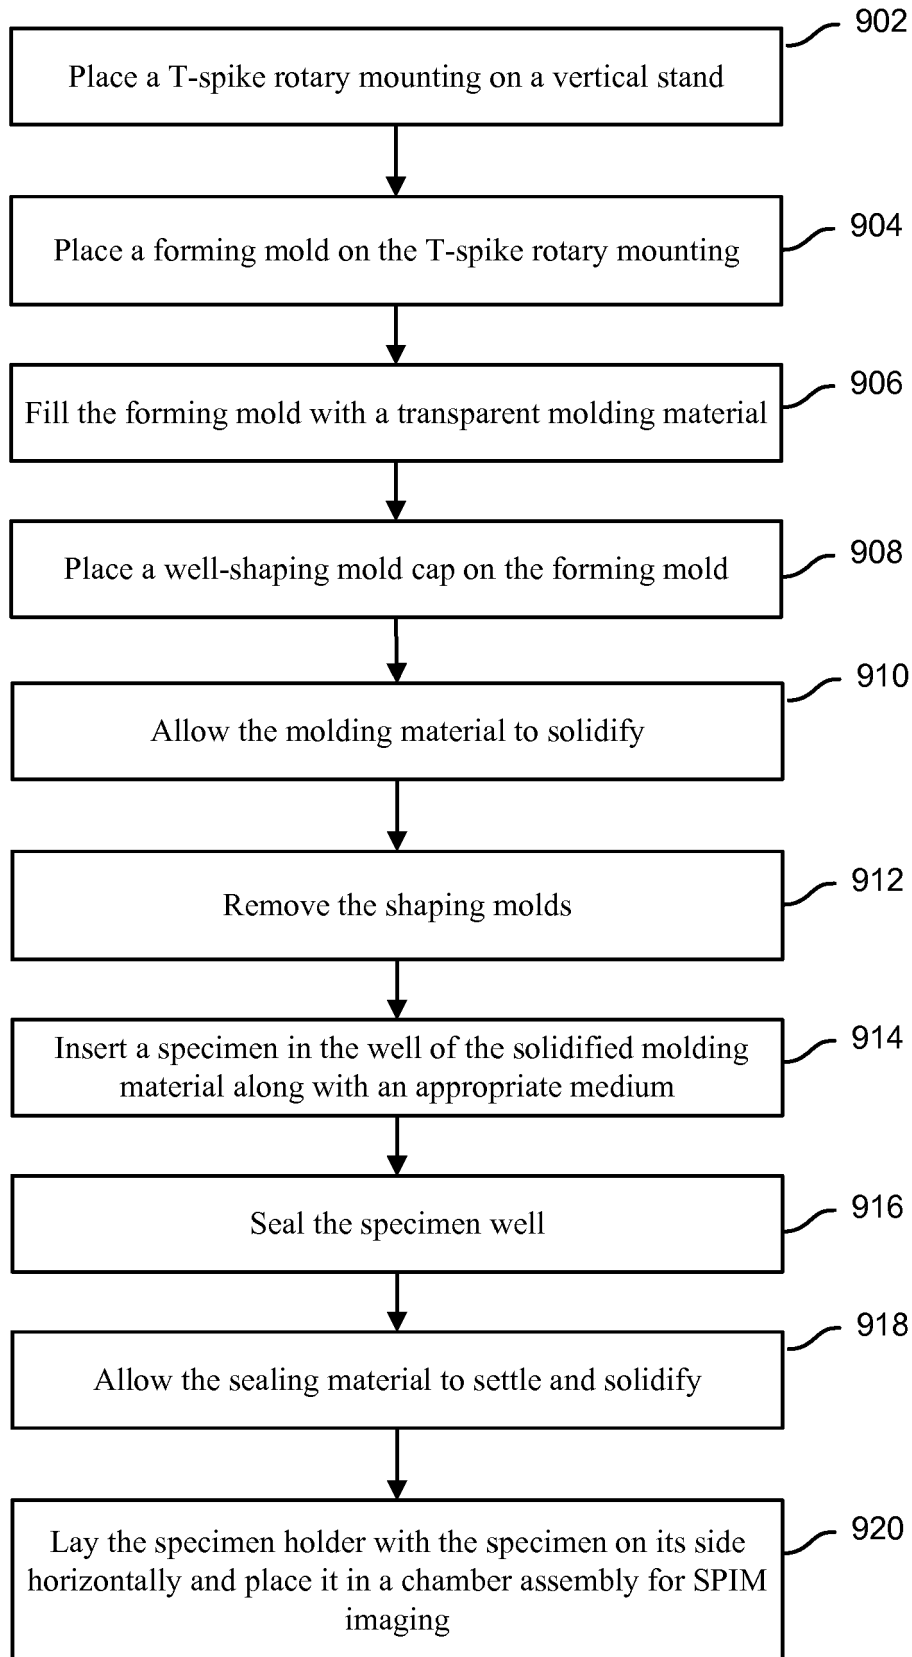 902
Place a T-spike rotary mounting on a vertical stand
904
Place a forming mold on the T-spike rotary mounting
906
Fill the forming mold with a transparent molding material
908
Place a well-shaping mold cap on the forming mold
910
Allow the molding material to solidify
912
Remove the shaping molds
914
Insert a specimen in the well of the solidified molding
material along with an appropriate medium
916
Seal the specimen well
918
Allow the sealing material to settle and solidify
920
Lay the specimen holder with the specimen on its side
horizontally and place it in a chamber assembly for SPIM
imaging